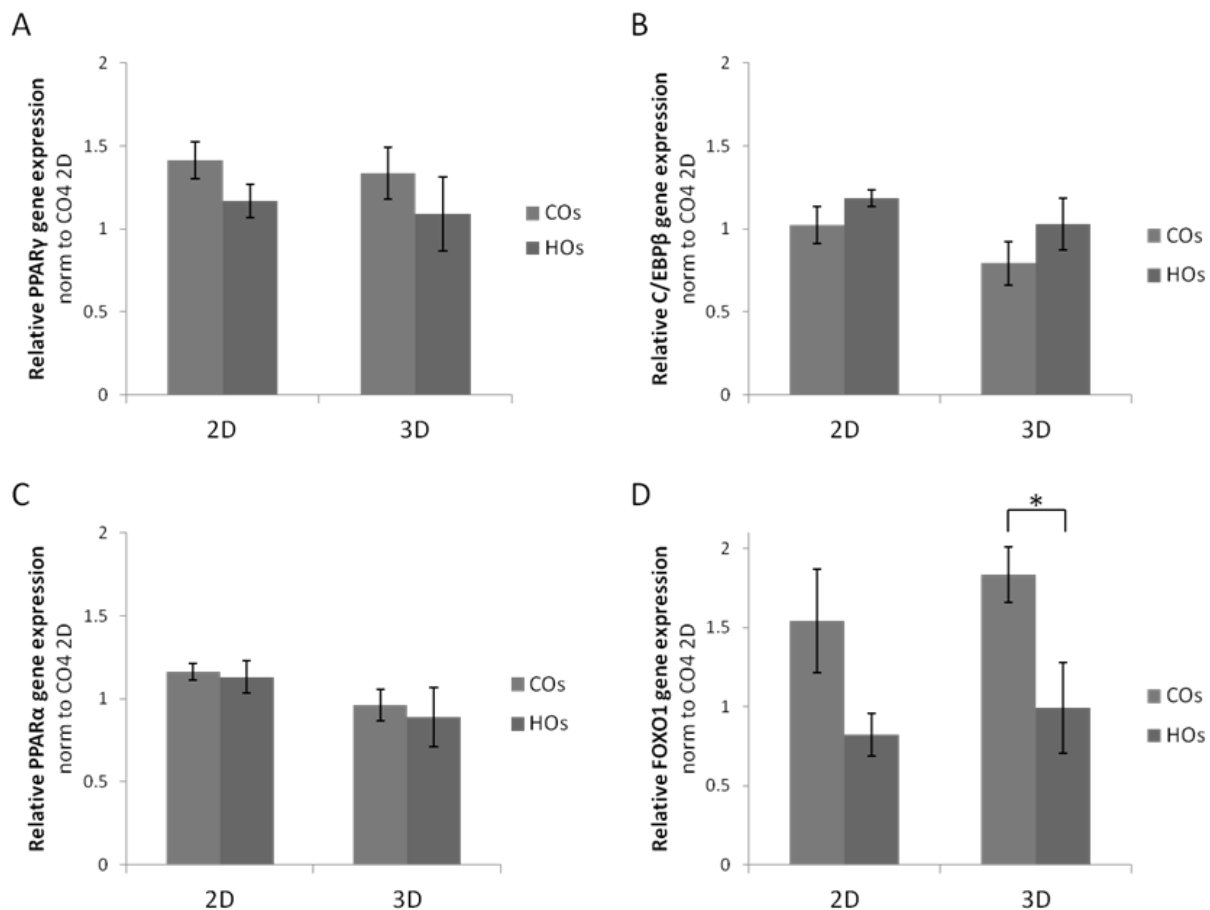 A
Relative PPARγ gene expression
norm to CO4 2D
2
1.5
1
0.5
0
2D
3D
COs
HOs
B
Relative C/EBPβ gene expression
norm to CO4 2D
2
1.5
1
0.5
0
2D
3D
COs
HOs
C
Relative PPARα gene expression
norm to CO4 2D
2
1.5
1
0.5
0
2D
3D
COs
HOs
D
Relative FOXO1 gene expression
norm to CO4 2D
2
1.5
1
0.5
0
*
2D
3D
COs
HOs